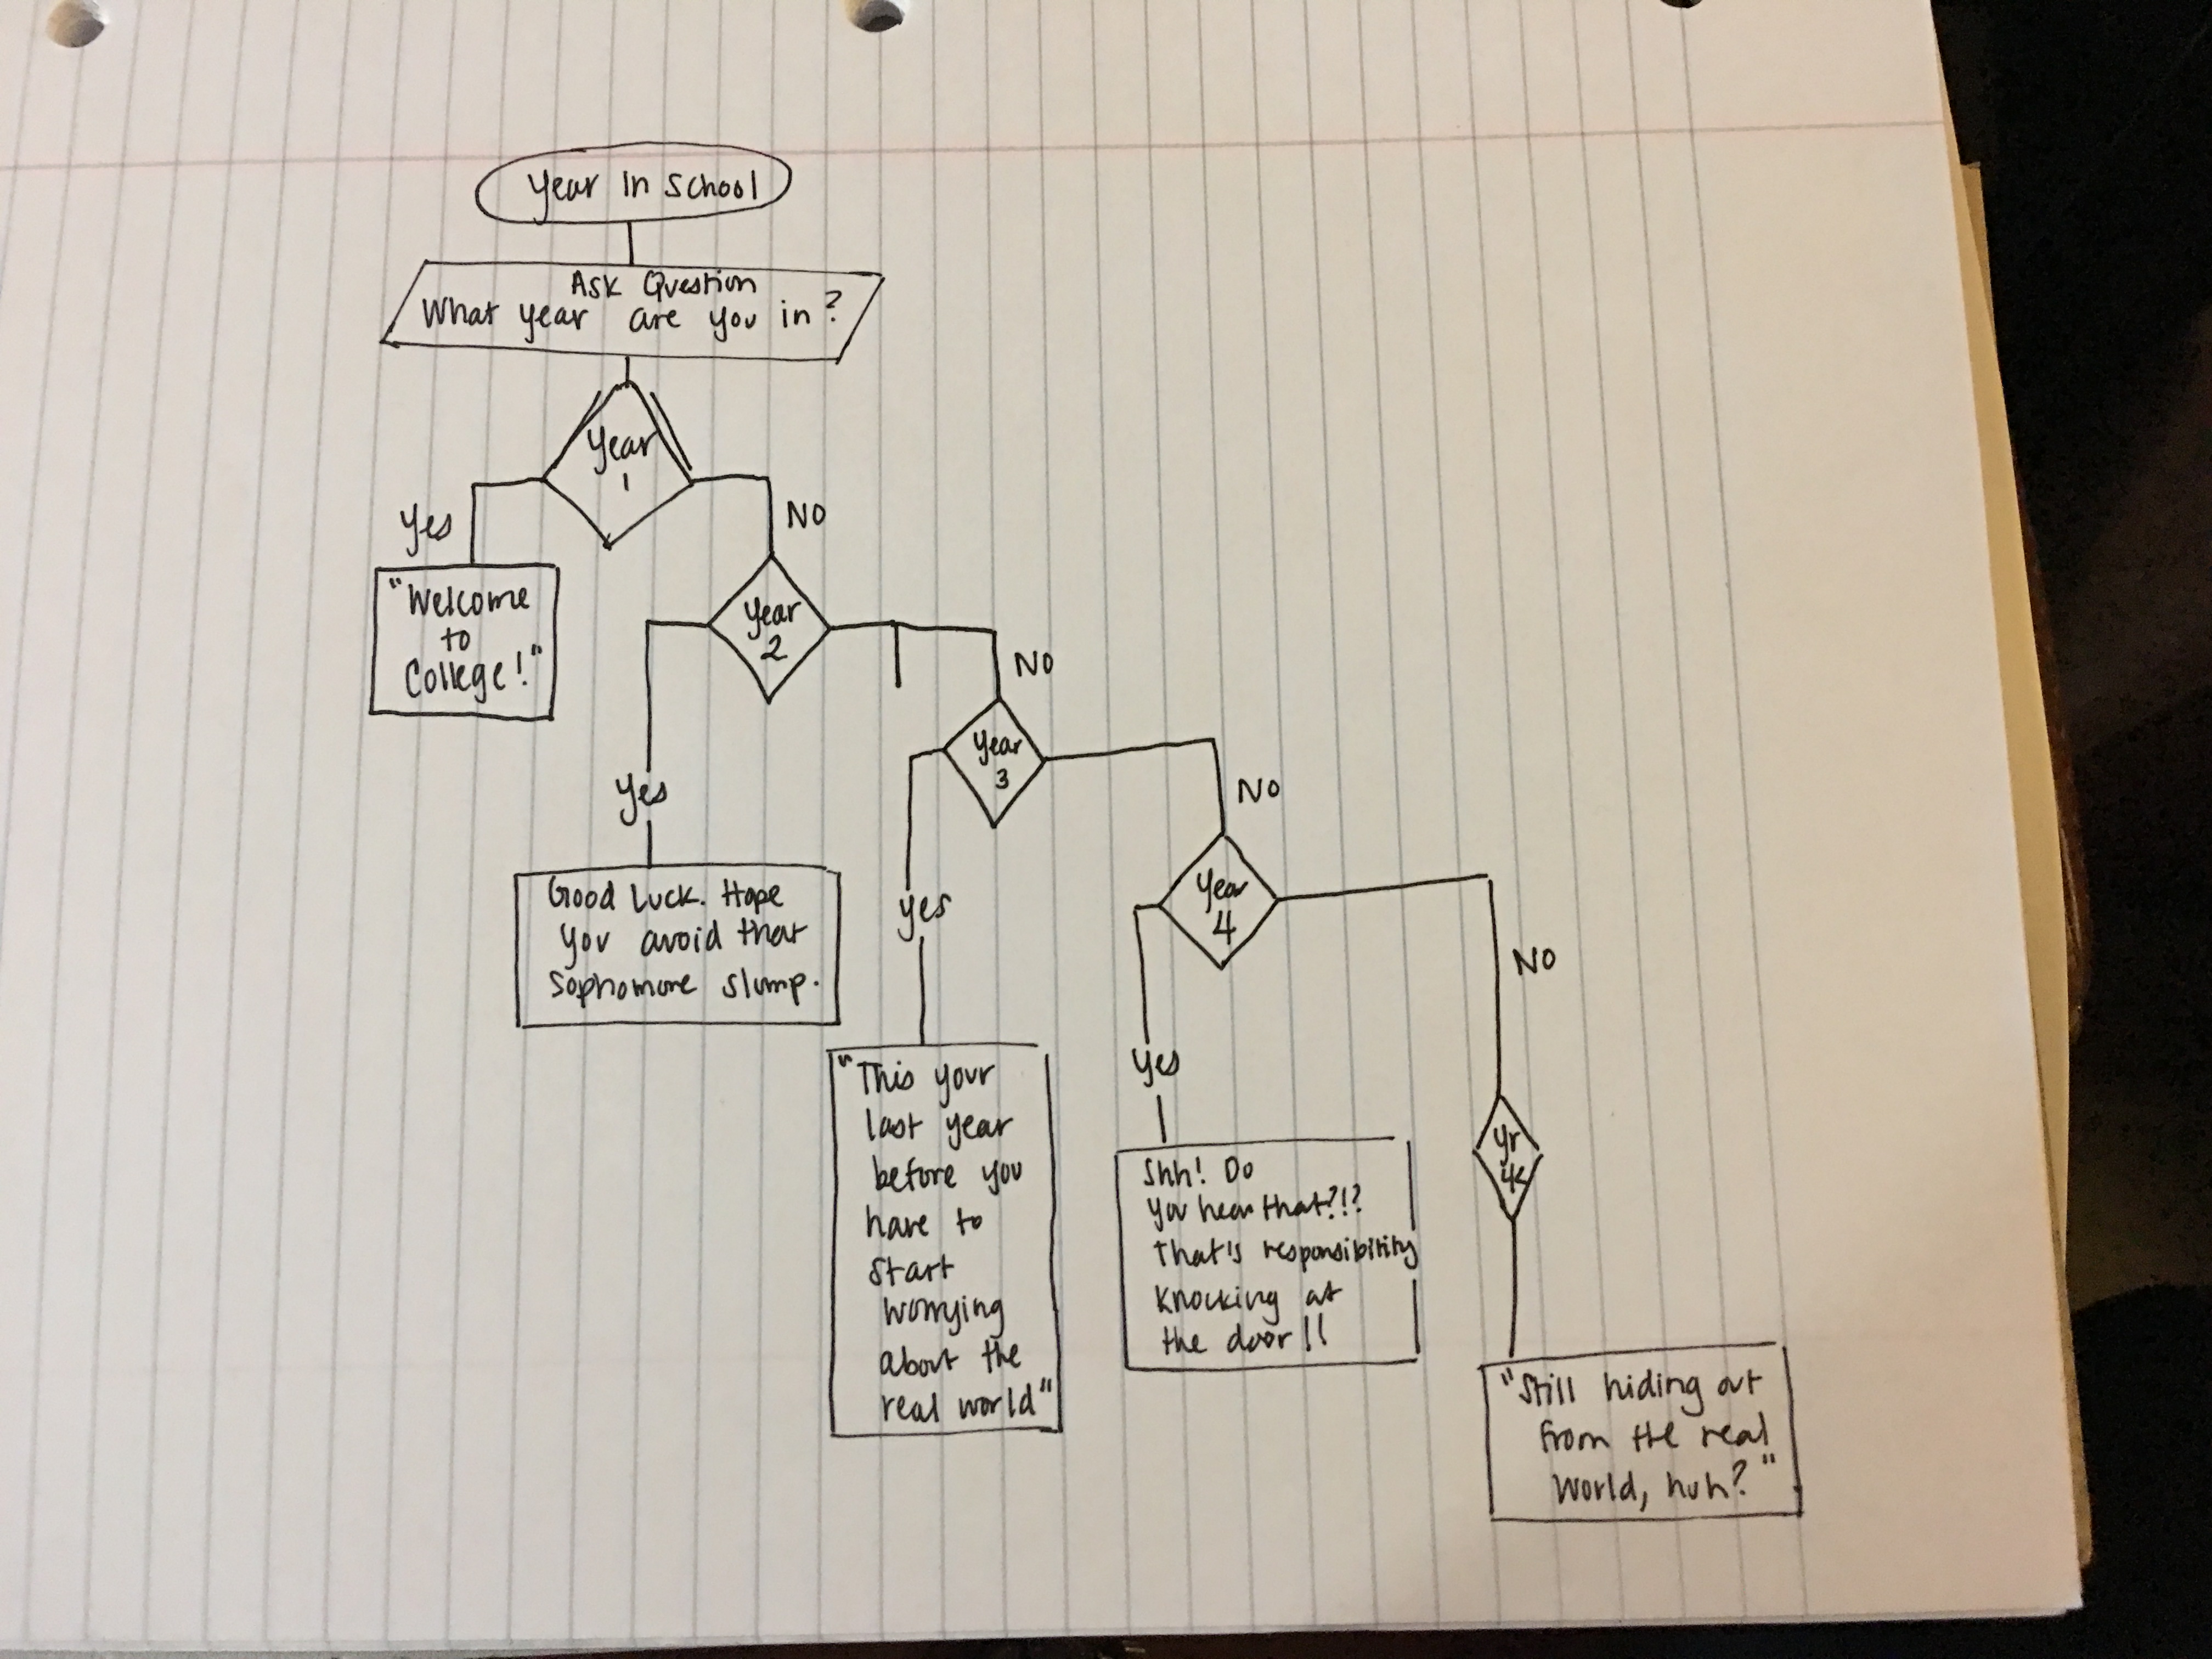 Year in School
Ask Question
What year are you in?
Year
1
Yes
NO
"Welcome
to
College!"
Year
2
NO
Yes
Year
3
NO
Good Luck. Hope
you avoid that
sophomore slump.
yes
Year
4
NO
"This your
last year
before you
have to
start
worrying
about the
real world"
yes
Shh! Do
you hear that?!?
That's responsibility
knocking at
the door!!
yr
4<
"Still hiding out
from the real
world, huh?"